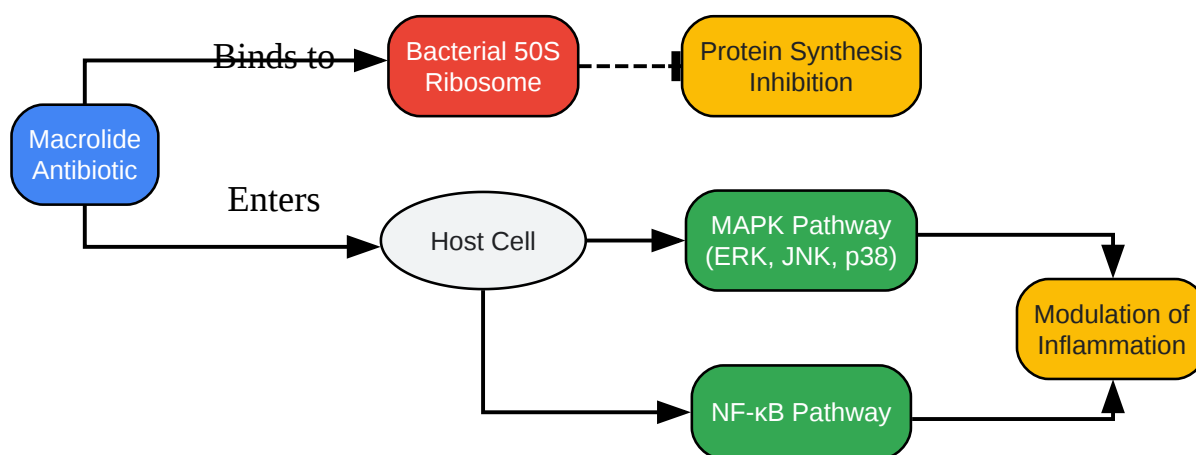 Binds to
Bacterial 50S
Ribosome
Protein Synthesis
Inhibition
Macrolide
Antibiotic
Enters
Host Cell
MAPK Pathway
(ERK, JNK, p38)
Modulation of
Inflammation
NF-κB Pathway